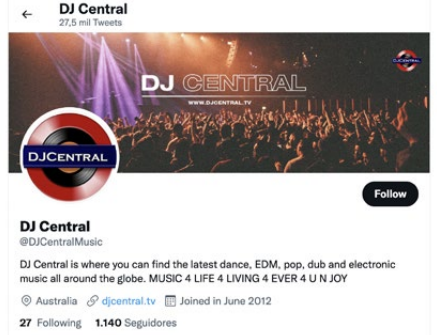 DJ Central
27,5 mil Tweets
DJ CENTRAL
WWW.DJCENTRAL.TV
DJCENTRAL
DJCENTRAL
Follow
DJ Central
@DJCentralMusic
DJ Central is where you can find the latest dance, EDM, pop, dub and electronic
music all around the globe. MUSIC 4 LIFE 4 LIVING 4 EVER 4 U N JOY
Australia djcentral.tv Joined in June 2012
27 Following 1.140 Seguidores